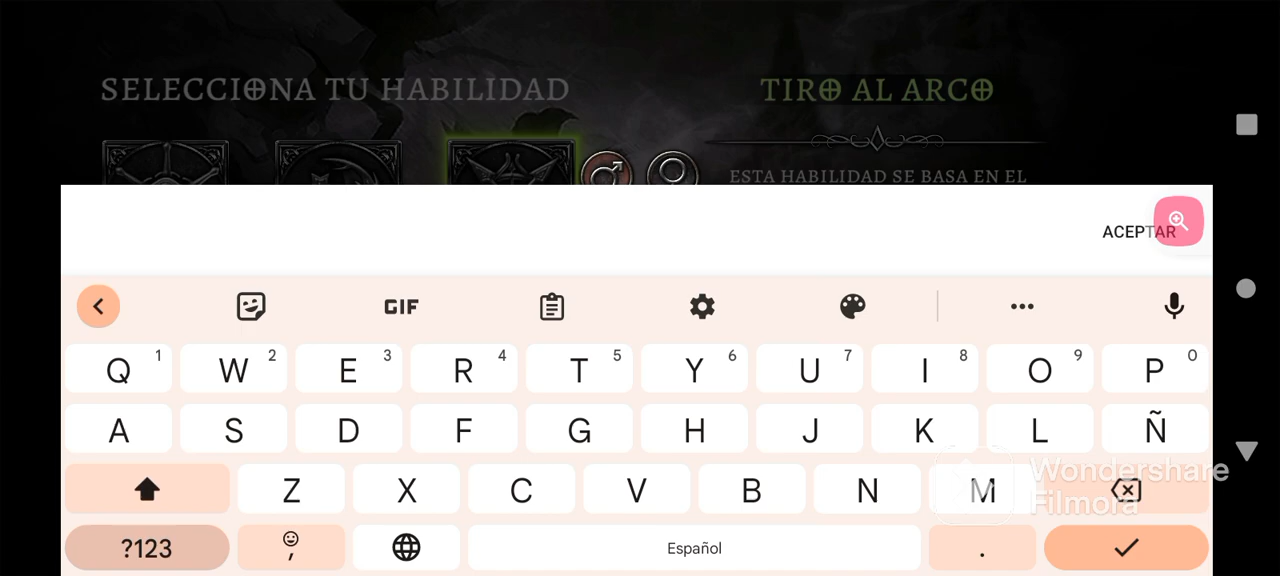 SELECCIONA TU HABILIDAD
TIRO AL ARCO
ESTA HABILIDAD SE BASA EN EL
ACEPTAR
GIF
Q 1 W 2 E 3 R 4 T 5 Y 6 U 7 I 8 O 9 P 0
A S D F G H J K L Ñ
Z X C V B N M
Wondershare
Filmora
?123 , Español .